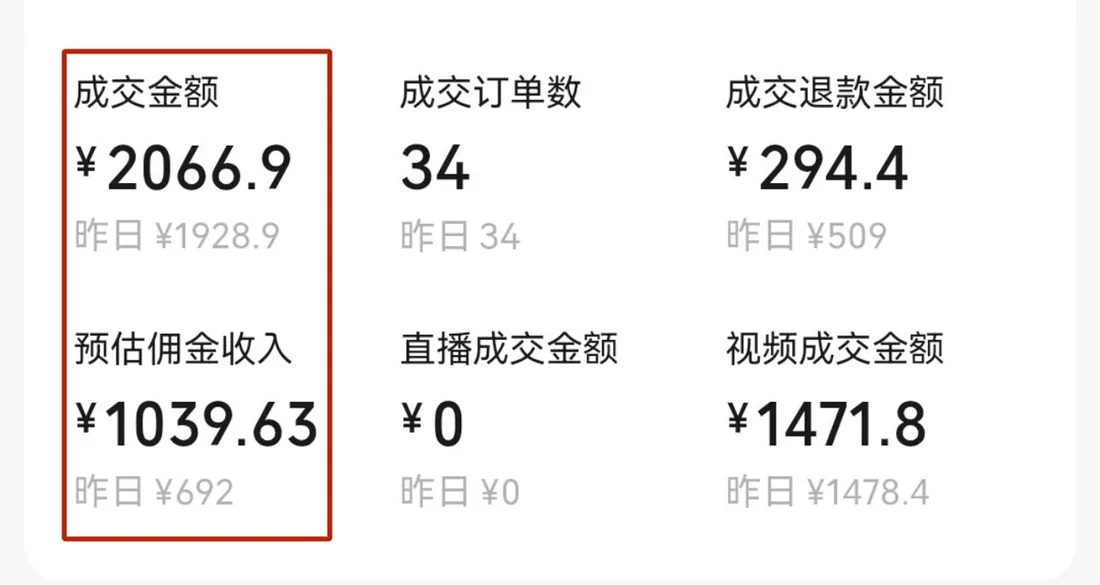 成交金额 成交订单数 成交退款金额
¥2066.9 34 ¥294.4
昨日 ¥1928.9 昨日 34 昨日 ¥509
预估佣金收入 直播成交金额 视频成交金额
¥1039.63 ¥0 ¥1471.8
昨日 ¥692 昨日 ¥0 昨日 ¥1478.4